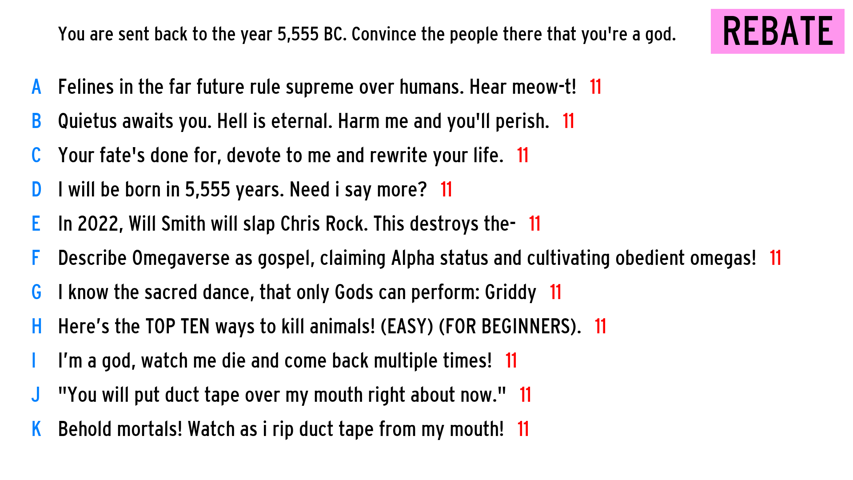 You are sent back to the year 5,555 BC. Convince the people there that you're a god.
REBATE
A Felines in the far future rule supreme over humans. Hear meow-t! 11
B Quietus awaits you. Hell is eternal. Harm me and you'll perish. 11
C Your fate's done for, devote to me and rewrite your life. 11
D I will be born in 5,555 years. Need i say more? 11
E In 2022, Will Smith will slap Chris Rock. This destroys the- 11
F Describe Omegaverse as gospel, claiming Alpha status and cultivating obedient omegas! 11
G I know the sacred dance, that only Gods can perform: Griddy 11
H Here’s the TOP TEN ways to kill animals! (EASY) (FOR BEGINNERS). 11
I I’m a god, watch me die and come back multiple times! 11
J "You will put duct tape over my mouth right about now." 11
K Behold mortals! Watch as i rip duct tape from my mouth! 11